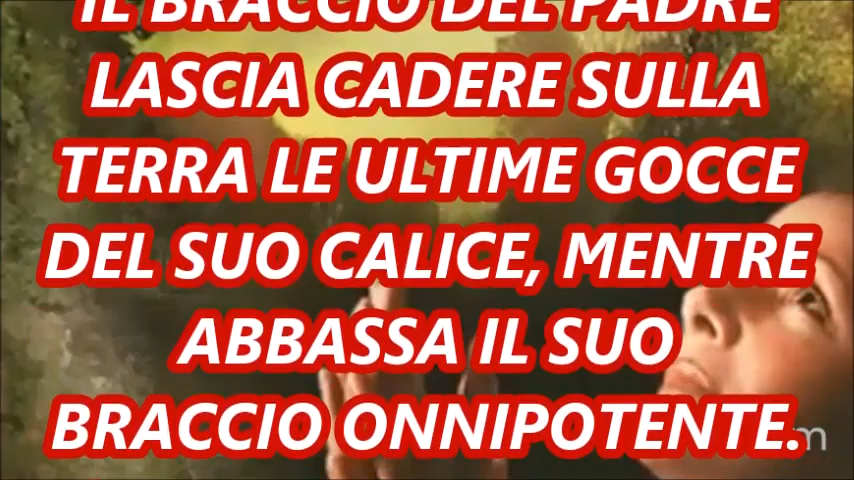 IL BRACCIO DEL PADRE
LASCIA CADERE SULLA
TERRA LE ULTIME GOCCE
DEL SUO CALICE, MENTRE
ABBASSA IL SUO
BRACCIO ONNIPOTENTE.